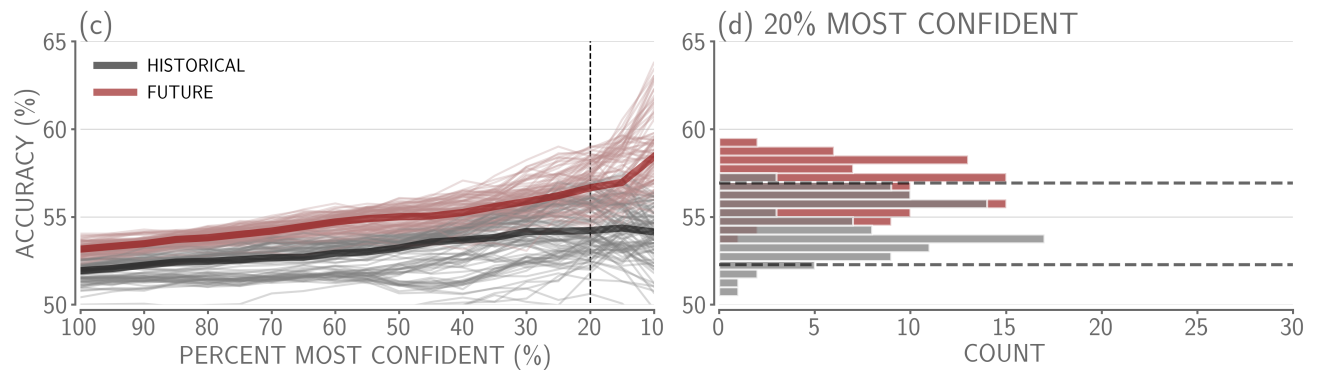 (c)
65
60
55
50
ACCURACY (%)
HISTORICAL
FUTURE
100 90 80 70 60 50 40 30 20 10
PERCENT MOST CONFIDENT (%)
(d) 20% MOST CONFIDENT
65
60
55
50
0 5 10 15 20 25 30
COUNT